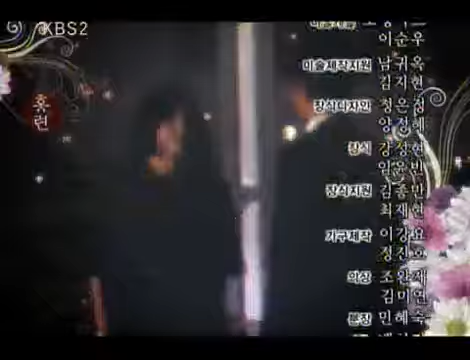 KBS2
홍련
이순우
미술제작지원 남귀옥
김지현
장식디자인 정은정
양정혜
장식 강성현
임윤빈
장식지원 김종만
최재현
가구제작 이강요
정진호
의상 조완재
김미연
분장 민혜숙